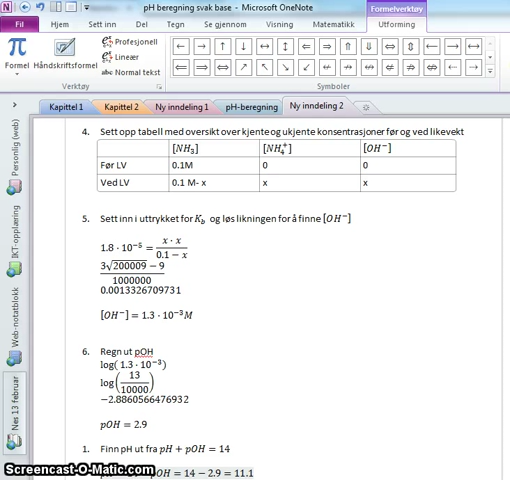 pH beregning svak base - Microsoft OneNote
Formelverktøy
Fil Hjem Sett inn Del Tegn Se gjennom Visning Matematikk Utforming
π Formel Håndskriftsformel
Profesjonell
Lineær
abc Normal tekst
Verktøy Symboler
Kapittel 1 Kapittel 2 Ny inndeling 1 pH-beregning Ny inndeling 2
Personlig (web)
IKT-opplæring
Web-notatblokk
Nes 13 februar
4. Sett opp tabell med oversikt over kjente og ukjente konsentrasjoner før og ved likevekt
[NH₃] [NH₄⁺] [OH⁻]
Før LV 0.1M 0 0
Ved LV 0.1 M- x x x
5. Sett inn i uttrykket for K_b og løs likningen for å finne [OH⁻]
1.8 · 10⁻⁵ = (x · x)/(0.1 − x)
(3√200009 − 9)/1000000
0.0013326709731
[OH⁻] = 1.3 · 10⁻³M
6. Regn ut pOH
log( 1.3 · 10⁻³)
log(13/10000)
−2.8860566476932
pOH = 2.9
1. Finn pH ut fra pH + pOH = 14
pOH = 14 − 2.9 = 11.1
Screencast-O-Matic.com